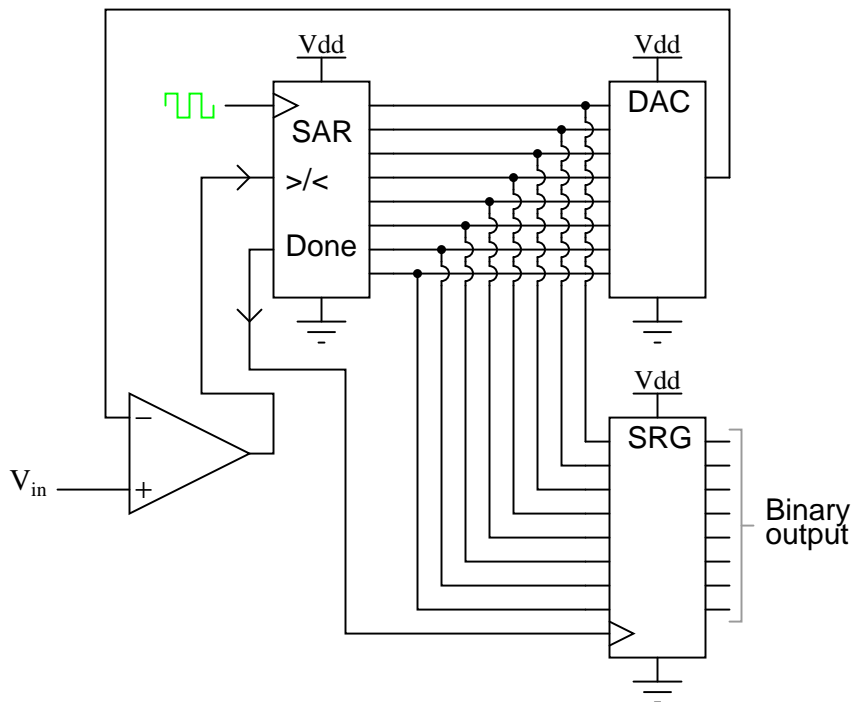 Vdd
Vdd
DAC
SAR
>/<
Done
Vdd
SRG
−
Vin
+
Binary
output